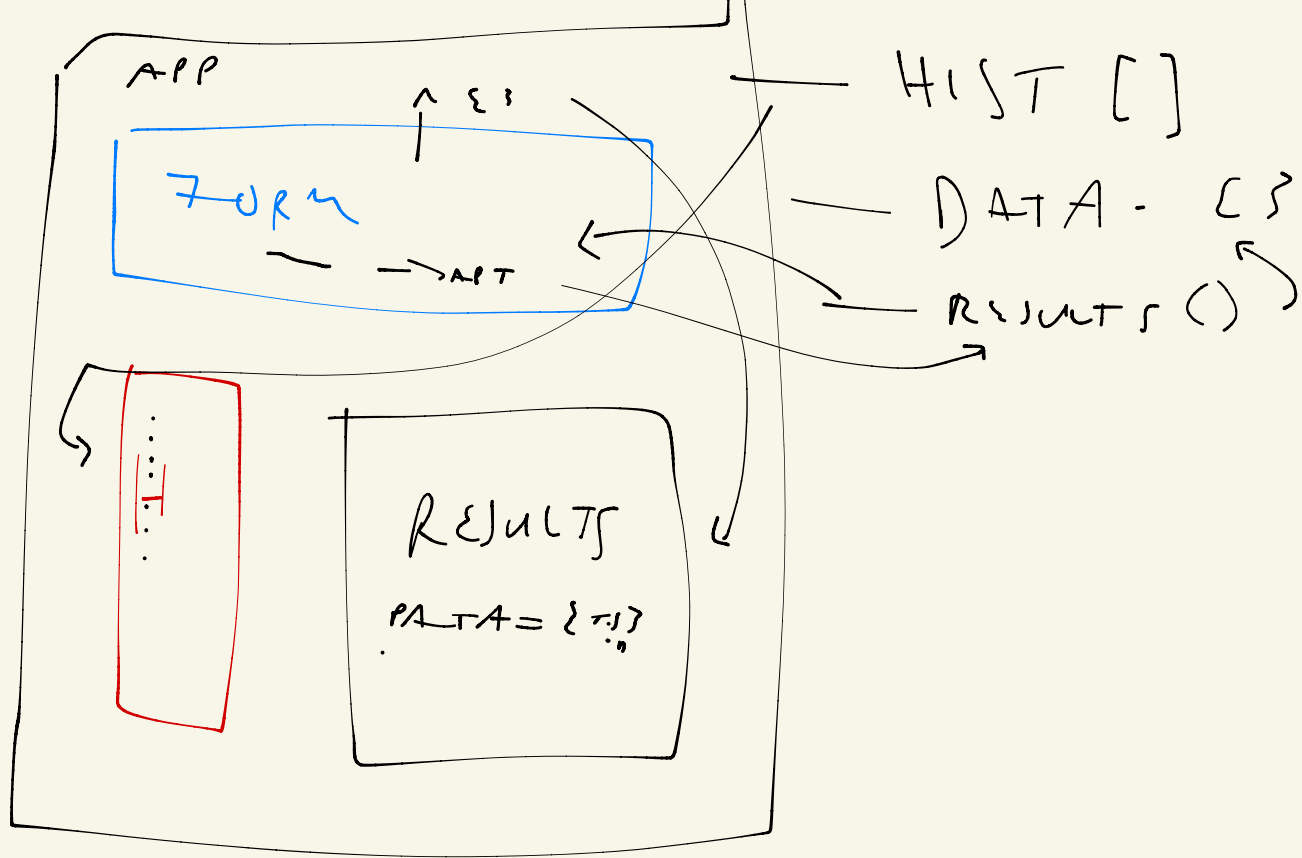 APP
{ }
FORM
— —> API
HIST []
DATA - {}
RESULTS ()
RESULTS
DATA = {T.S}